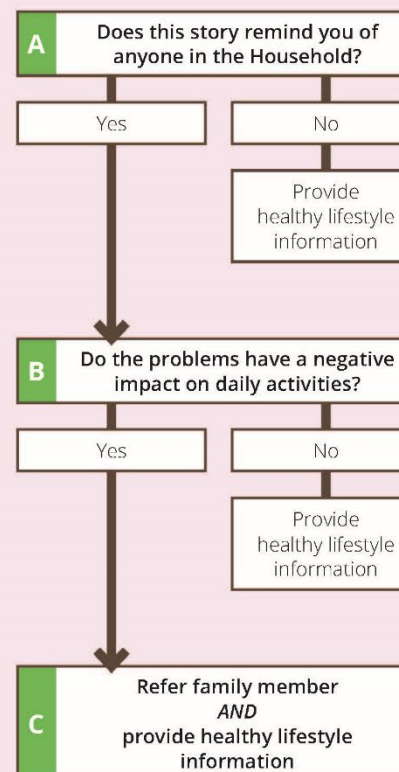 A
Does this story remind you of
anyone in the Household?
Yes
No
Provide
healthy lifestyle
information
B
Do the problems have a negative
impact on daily activities?
Yes
No
Provide
healthy lifestyle
information
C
Refer family member
AND
provide healthy lifestyle
information